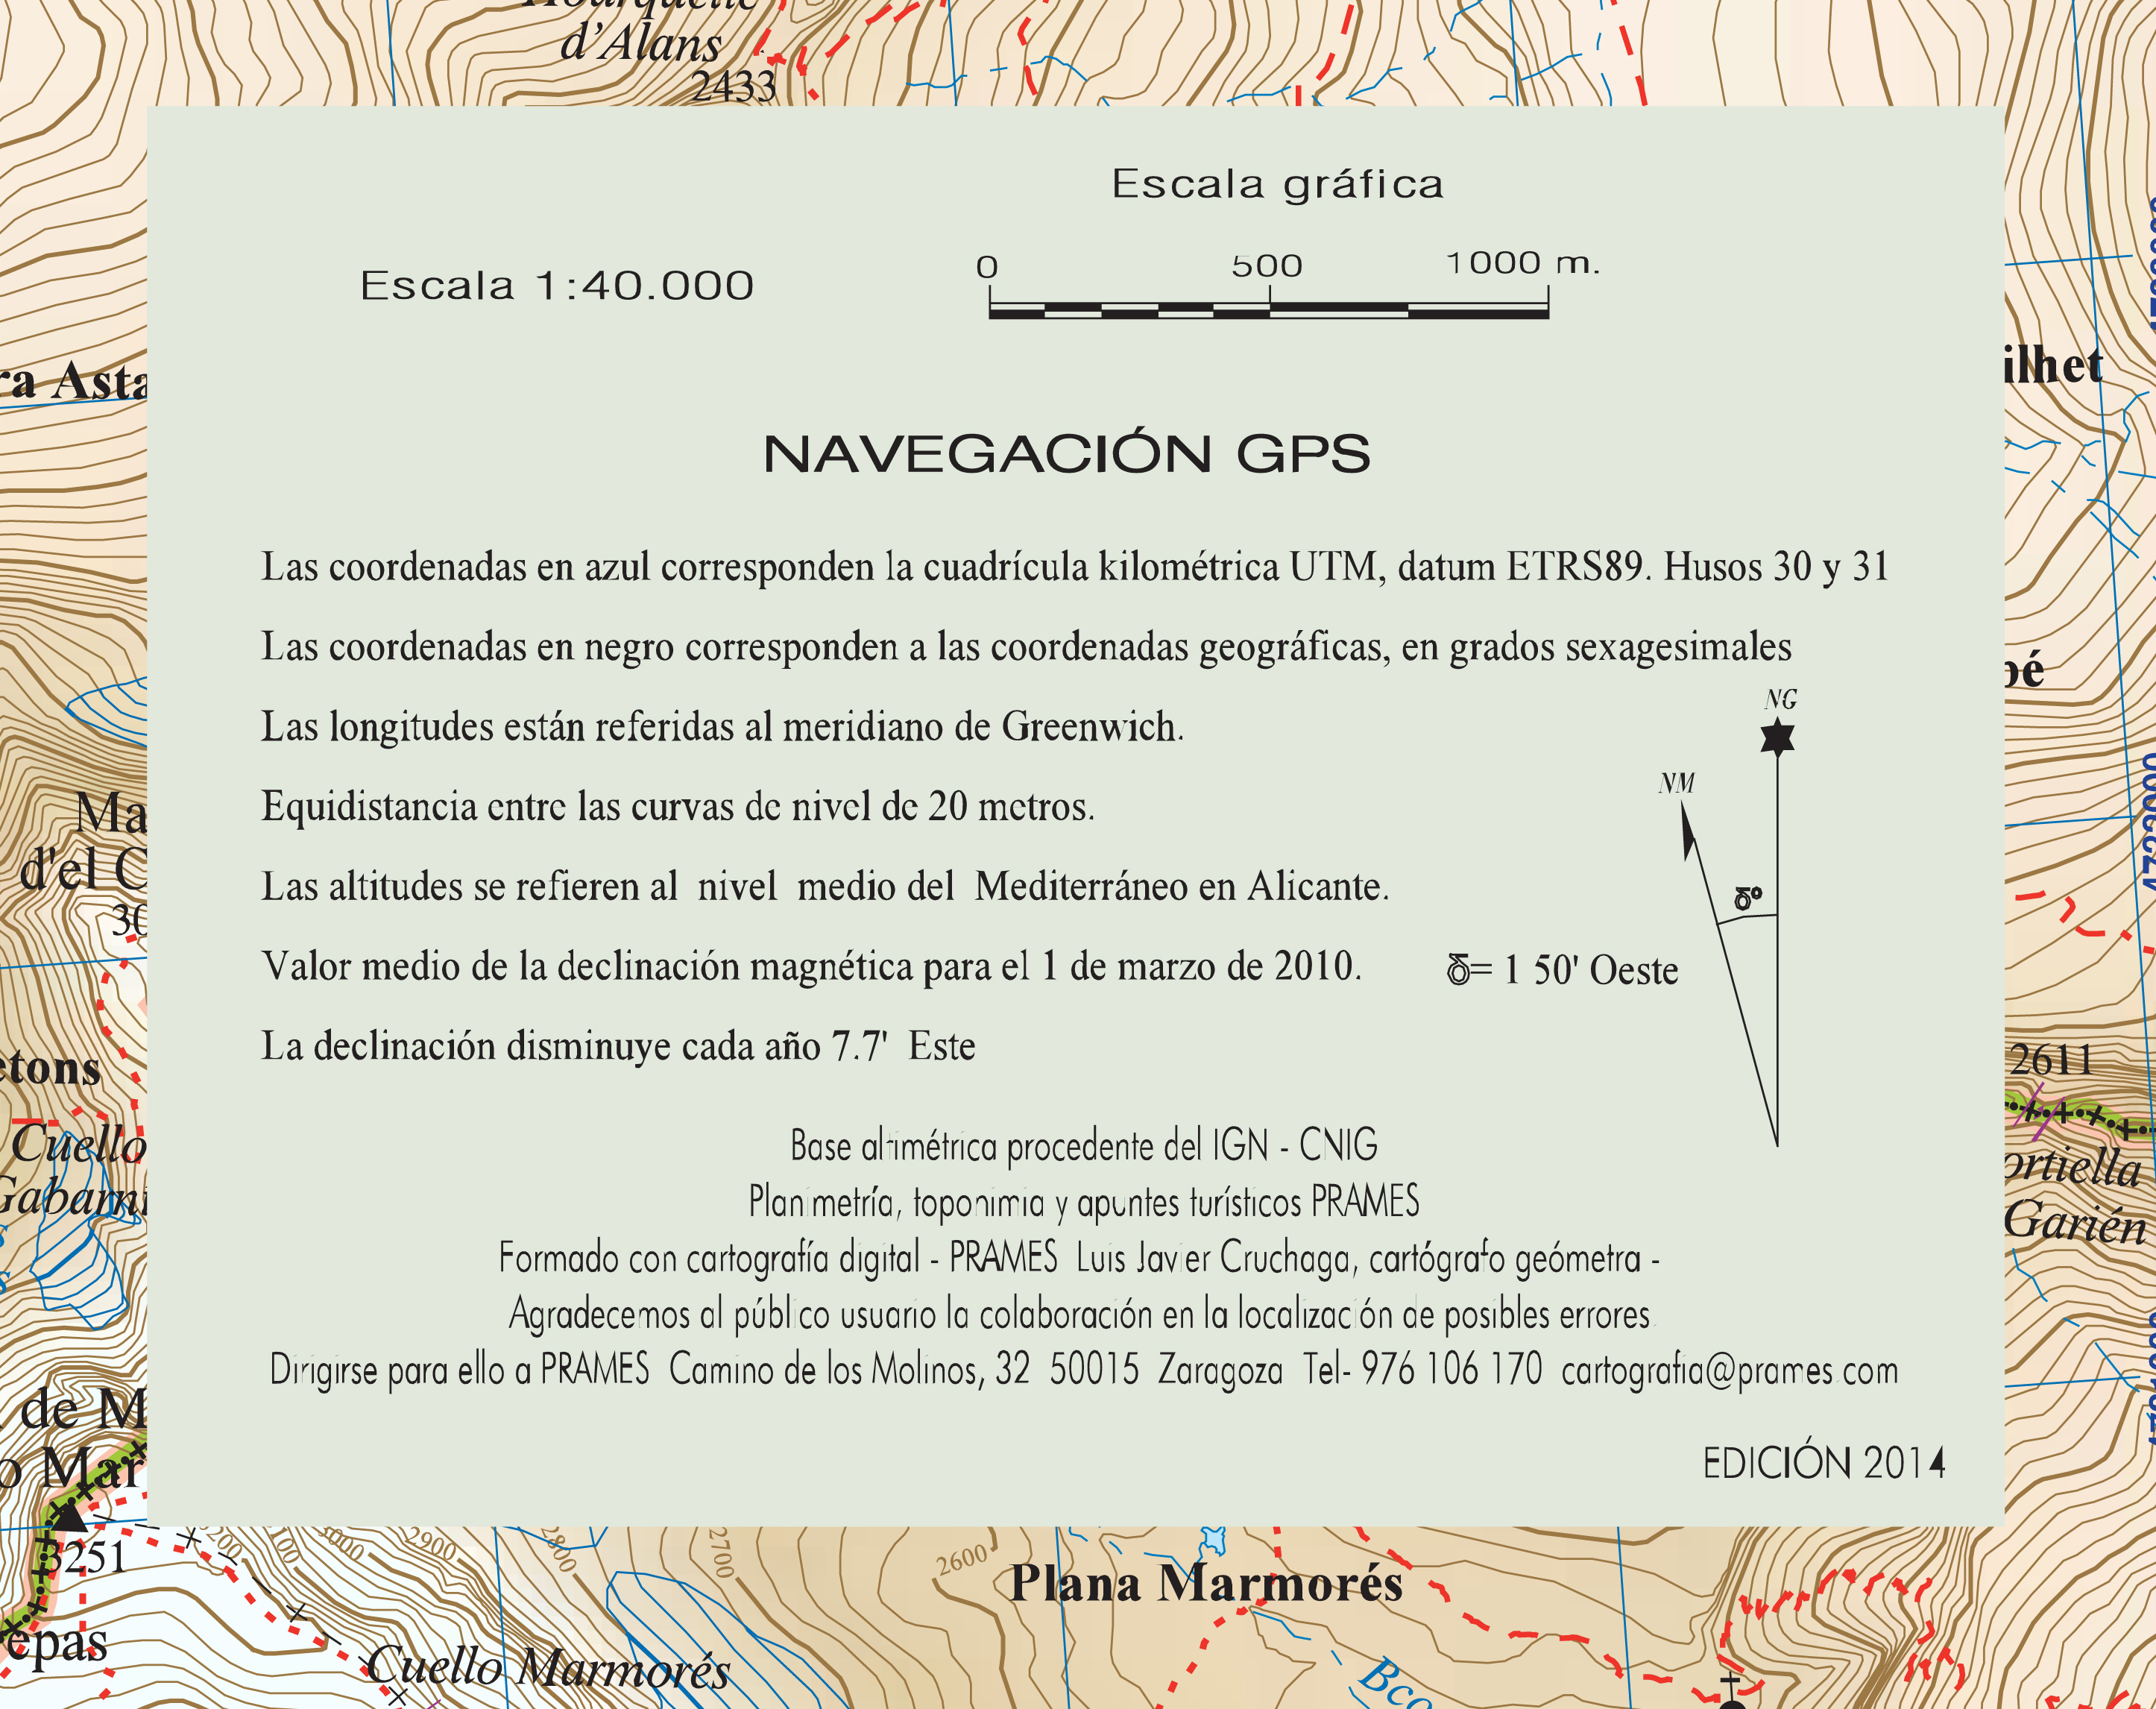 d'Alans
2433
Escala gráfica
Escala 1:40.000
0 500 1000 m.
NAVEGACIÓN GPS
Las coordenadas en azul corresponden la cuadrícula kilométrica UTM, datum ETRS89. Husos 30 y 31
Las coordenadas en negro corresponden a las coordenadas geográficas, en grados sexagesimales
Las longitudes están referidas al meridiano de Greenwich.
Equidistancia entre las curvas de nivel de 20 metros.
Las altitudes se refieren al nivel medio del Mediterráneo en Alicante.
Valor medio de la declinación magnética para el 1 de marzo de 2010. δ= 1 50' Oeste
La declinación disminuye cada año 7.7' Este
NG
NM
δº
Base altimétrica procedente del IGN - CNIG
Planimetría, toponimia y apuntes turísticos PRAMES
Formado con cartografía digital - PRAMES Luis Javier Cruchaga, cartógrafo geómetra -
Agradecemos al público usuario la colaboración en la localización de posibles errores.
Dirigirse para ello a PRAMES Camino de los Molinos, 32 50015 Zaragoza Tel- 976 106 170 cartografia@prames.com
EDICIÓN 2014
ra Asta
ilhet
pé
Ma
d'el C
30
4722000
etons
2611
Cuello
Gabarni
ortiella
Garién
de M
o Mar
3251
epas
3000
2900
2800
2700
2600
Plana Marmorés
Cuello Marmorés
Bco